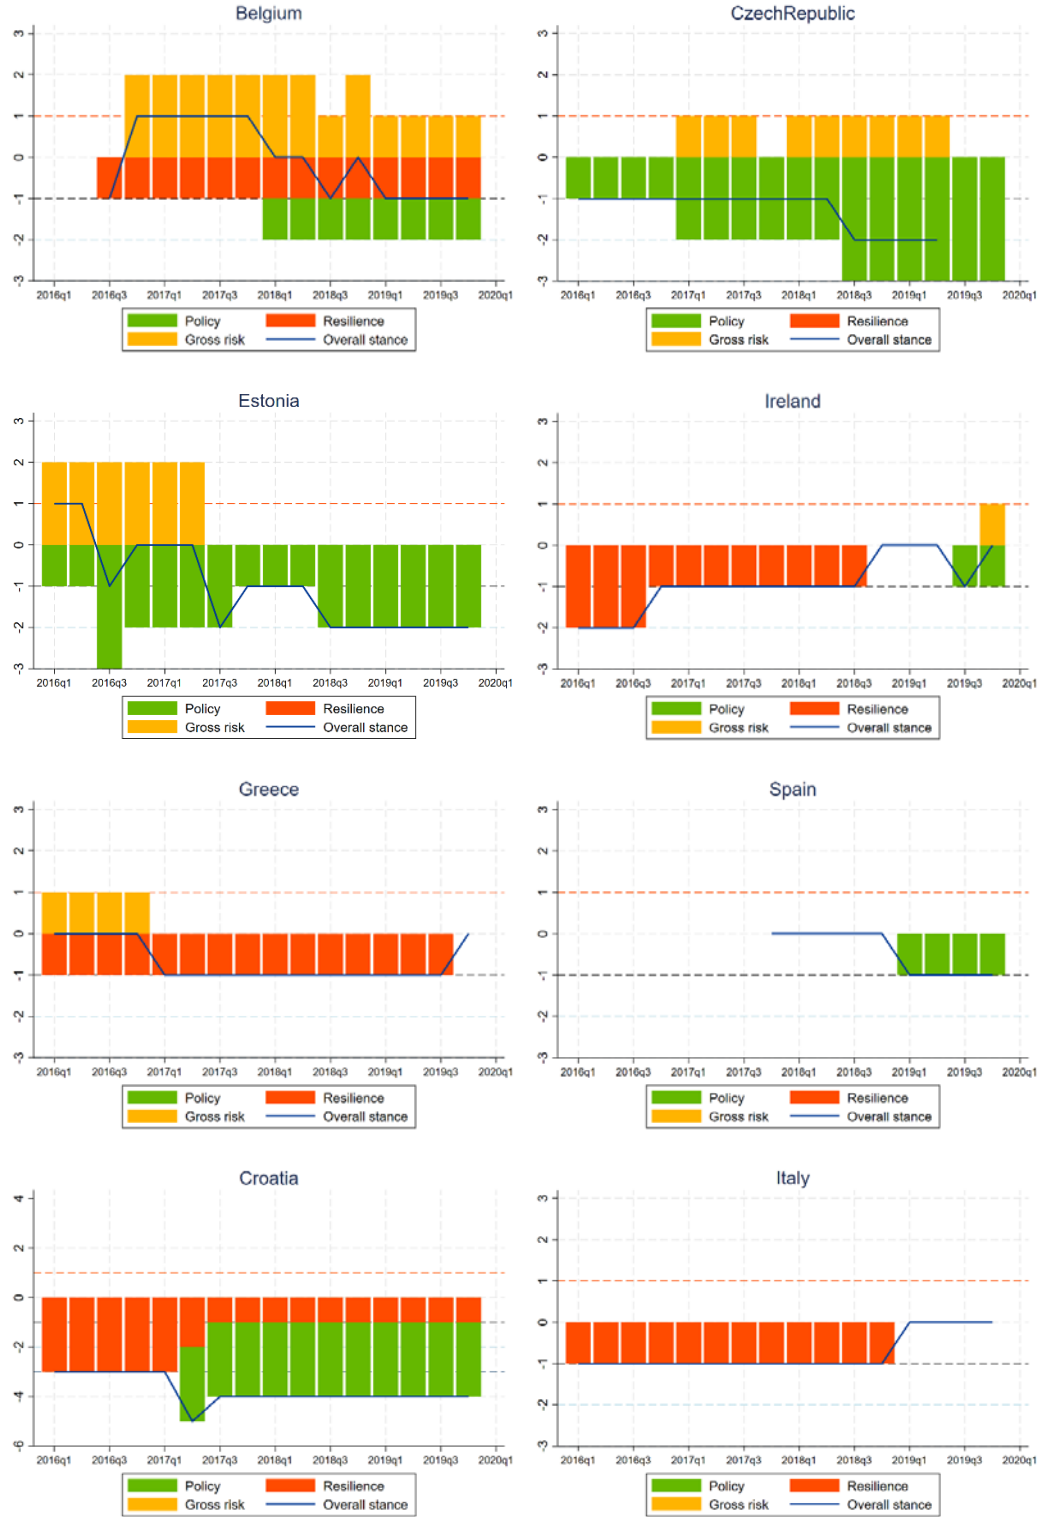 Belgium
3
2
1
0
-1
-2
-3
2016q1 2016q3 2017q1 2017q3 2018q1 2018q3 2019q1 2019q3 2020q1
Policy Resilience
Gross risk Overall stance
CzechRepublic
3
2
1
0
-1
-2
-3
2016q1 2016q3 2017q1 2017q3 2018q1 2018q3 2019q1 2019q3 2020q1
Policy Resilience
Gross risk Overall stance
Estonia
3
2
1
0
-1
-2
-3
2016q1 2016q3 2017q1 2017q3 2018q1 2018q3 2019q1 2019q3 2020q1
Policy Resilience
Gross risk Overall stance
Ireland
3
2
1
0
-1
-2
-3
2016q1 2016q3 2017q1 2017q3 2018q1 2018q3 2019q1 2019q3 2020q1
Policy Resilience
Gross risk Overall stance
Greece
3
2
1
0
-1
-2
-3
2016q1 2016q3 2017q1 2017q3 2018q1 2018q3 2019q1 2019q3 2020q1
Policy Resilience
Gross risk Overall stance
Spain
3
2
1
0
-1
-2
-3
2016q1 2016q3 2017q1 2017q3 2018q1 2018q3 2019q1 2019q3 2020q1
Policy Resilience
Gross risk Overall stance
Croatia
4
2
0
-2
-4
-6
2016q1 2016q3 2017q1 2017q3 2018q1 2018q3 2019q1 2019q3 2020q1
Policy Resilience
Gross risk Overall stance
Italy
3
2
1
0
-1
-2
-3
2016q1 2016q3 2017q1 2017q3 2018q1 2018q3 2019q1 2019q3 2020q1
Policy Resilience
Gross risk Overall stance